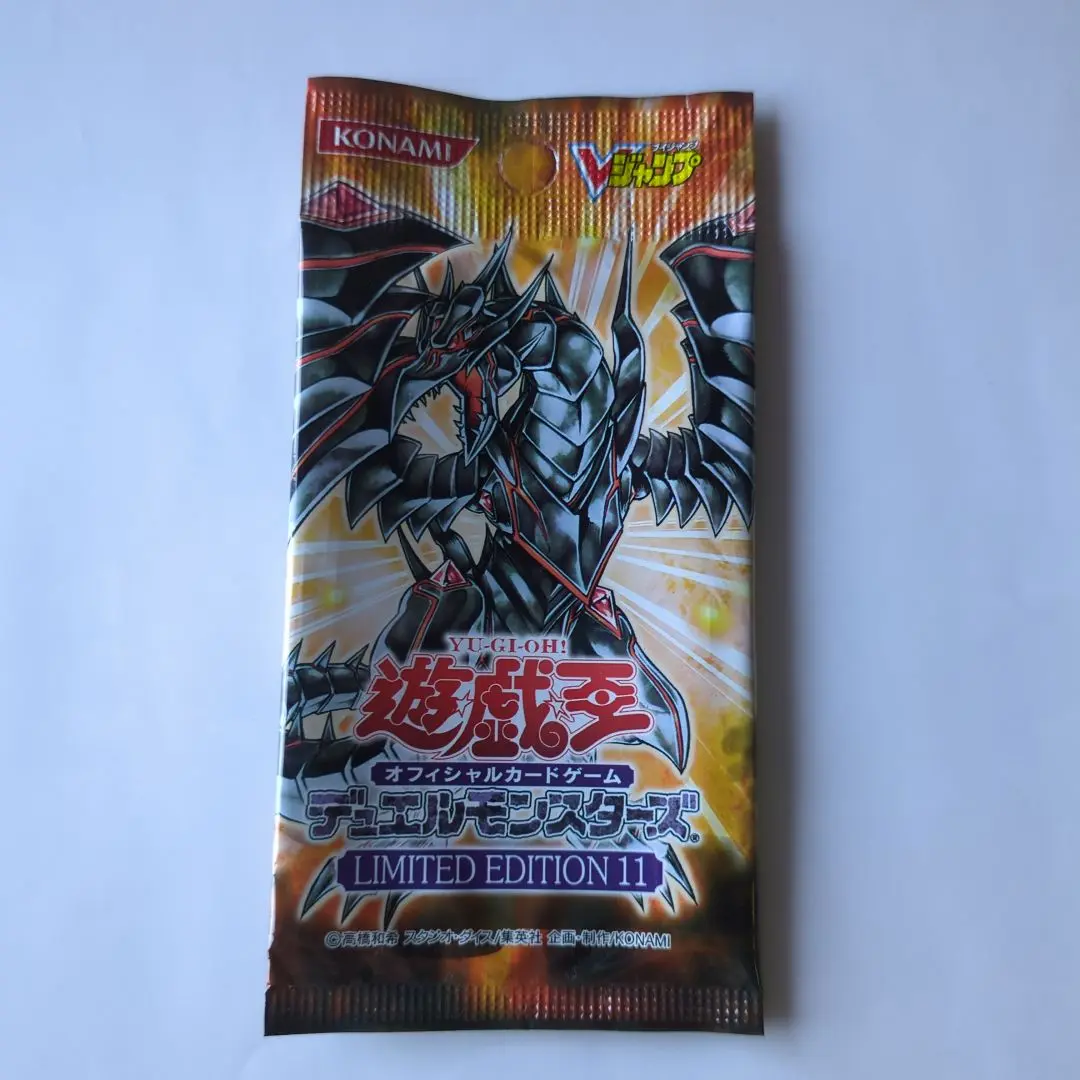 KONAMI
ブイジャンプ
Vジャンプ
YU-GI-OH!
遊☆戯☆王
オフィシャルカードゲーム
デュエルモンスターズ®
LIMITED EDITION 11
©高橋和希 スタジオ・ダイス/集英社 企画・制作/KONAMI